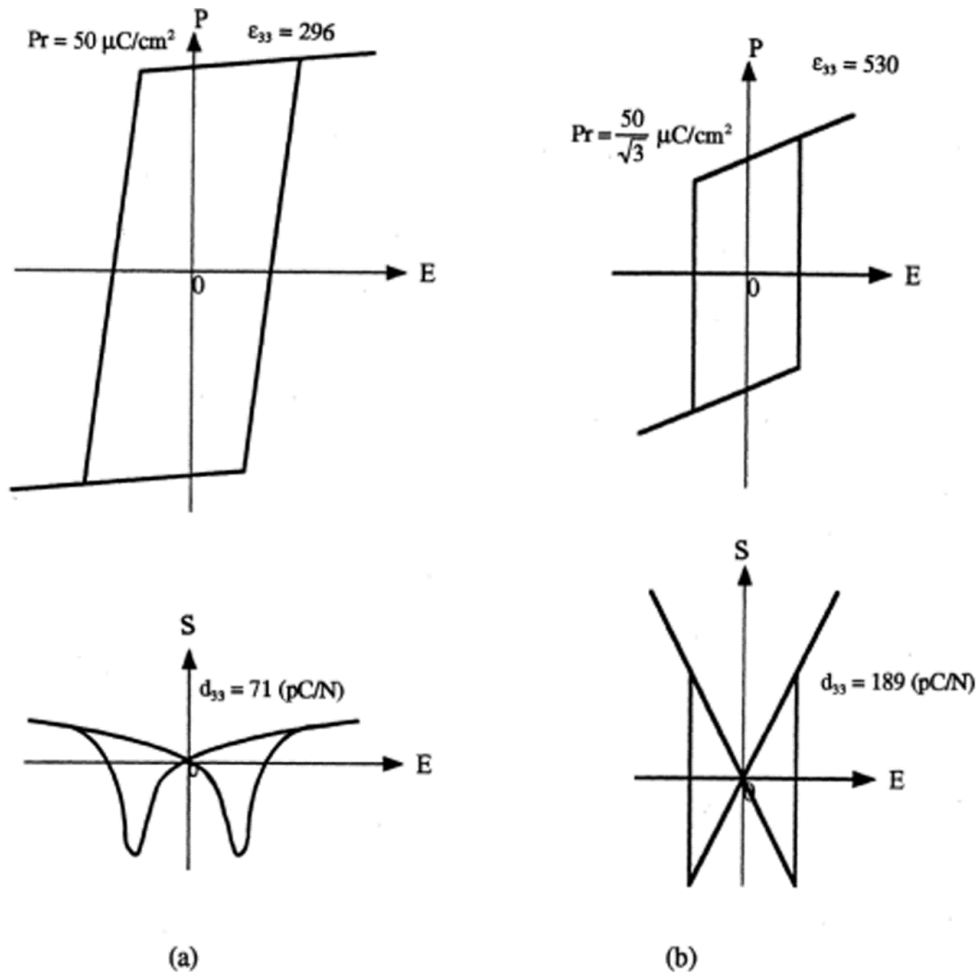 P
Pr = 50 μC/cm² ε₃₃ = 296
E
0
P
ε₃₃ = 530
Pr = 50/√3 μC/cm²
E
0
S
d₃₃ = 71 (pC/N)
E
0
S
d₃₃ = 189 (pC/N)
E
0
(a)
(b)